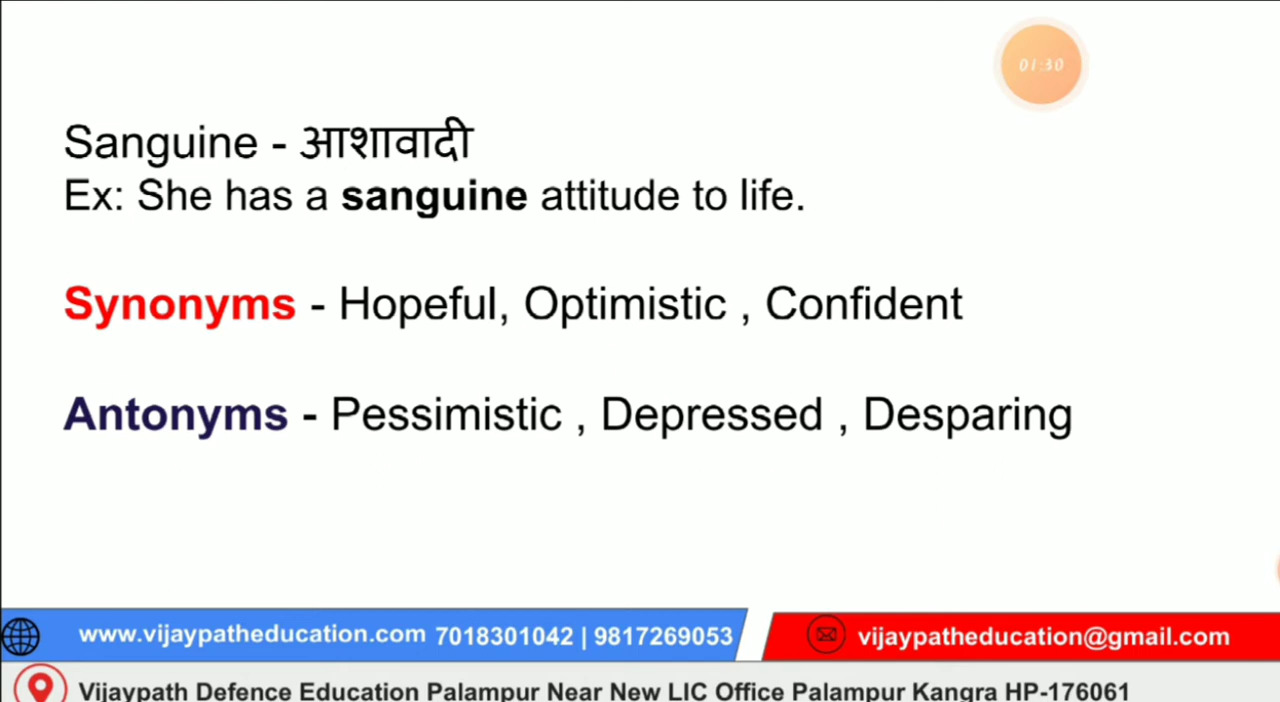 01:30
Sanguine - आशावादी
Ex: She has a sanguine attitude to life.
Synonyms - Hopeful, Optimistic , Confident
Antonyms - Pessimistic , Depressed , Desparing
www.vijaypatheducation.com 7018301042 | 9817269053
vijaypatheducation@gmail.com
Vijaypath Defence Education Palampur Near New LIC Office Palampur Kangra HP-176061